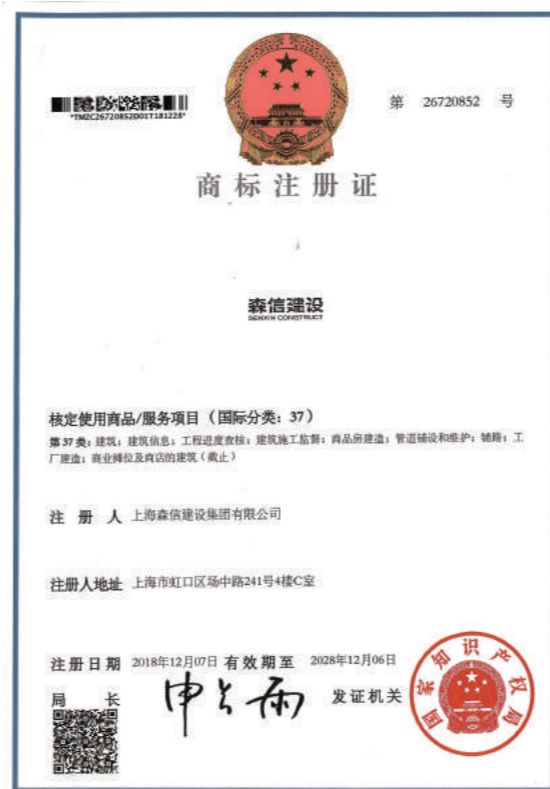 第 26720852 号
*TMZC26720852D01T181228*
商标注册证
森信建设
SENXIN CONSTRUCT
核定使用商品/服务项目（国际分类：37）
第37类：建筑；建筑信息；工程进度查核；建筑施工监督；商品房建造；管道铺设和维护；铺路；工
厂建造；商业摊位及商店的建筑（截止）
注 册 人 上海森信建设集团有限公司
注册人地址 上海市虹口区场中路241号4楼C室
注册日期 2018年12月07日 有效期至 2028年12月06日
局 长 申长雨 发证机关
国家知识产权局